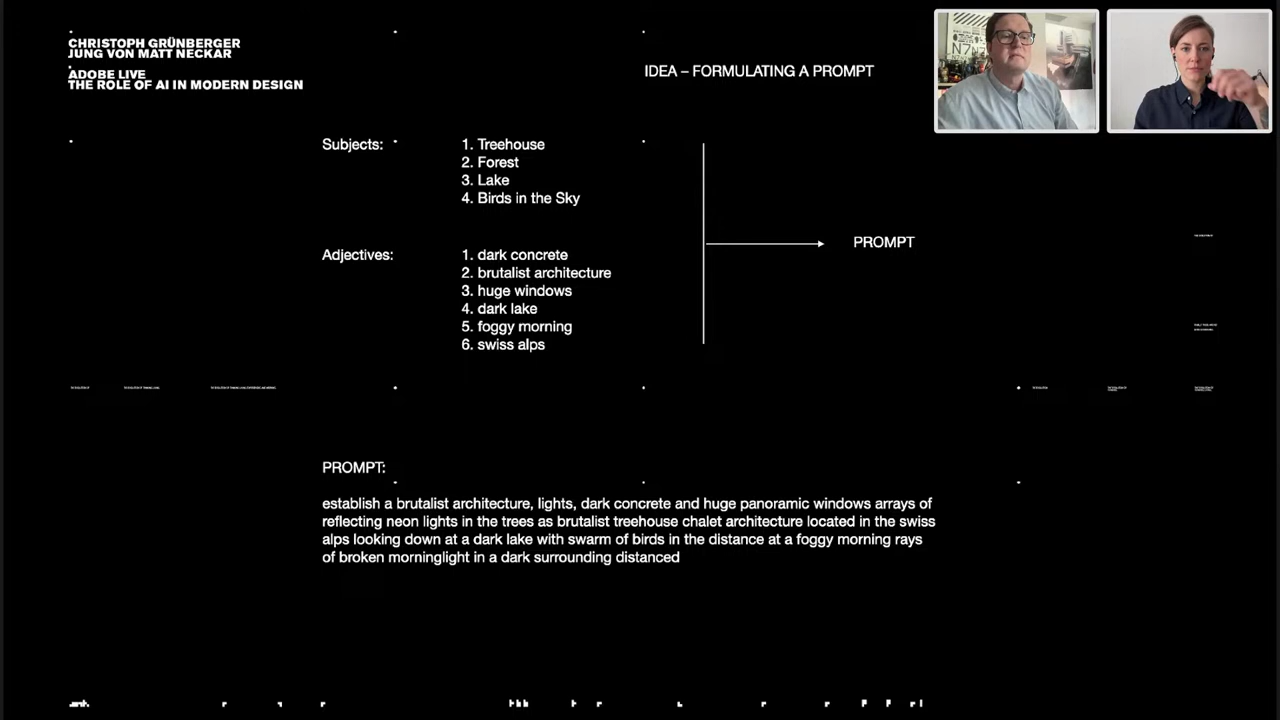 CHRISTOPH GRÜNBERGER
JUNG VON MATT NECKAR
ADOBE LIVE
THE ROLE OF AI IN MODERN DESIGN
IDEA – FORMULATING A PROMPT
Subjects:
1. Treehouse
2. Forest
3. Lake
4. Birds in the Sky
Adjectives:
1. dark concrete
2. brutalist architecture
3. huge windows
4. dark lake
5. foggy morning
6. swiss alps
PROMPT
PROMPT:
establish a brutalist architecture, lights, dark concrete and huge panoramic windows arrays of
reflecting neon lights in the trees as brutalist treehouse chalet architecture located in the swiss
alps looking down at a dark lake with swarm of birds in the distance at a foggy morning rays
of broken morninglight in a dark surrounding distanced